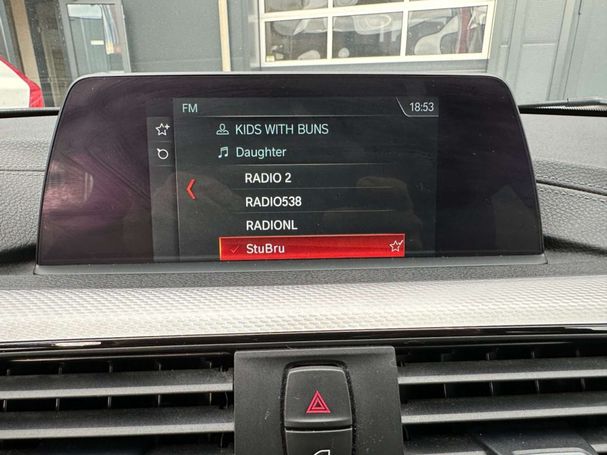 FM
18:53
KIDS WITH BUNS
Daughter
RADIO 2
RADIO538
RADIONL
StuBru